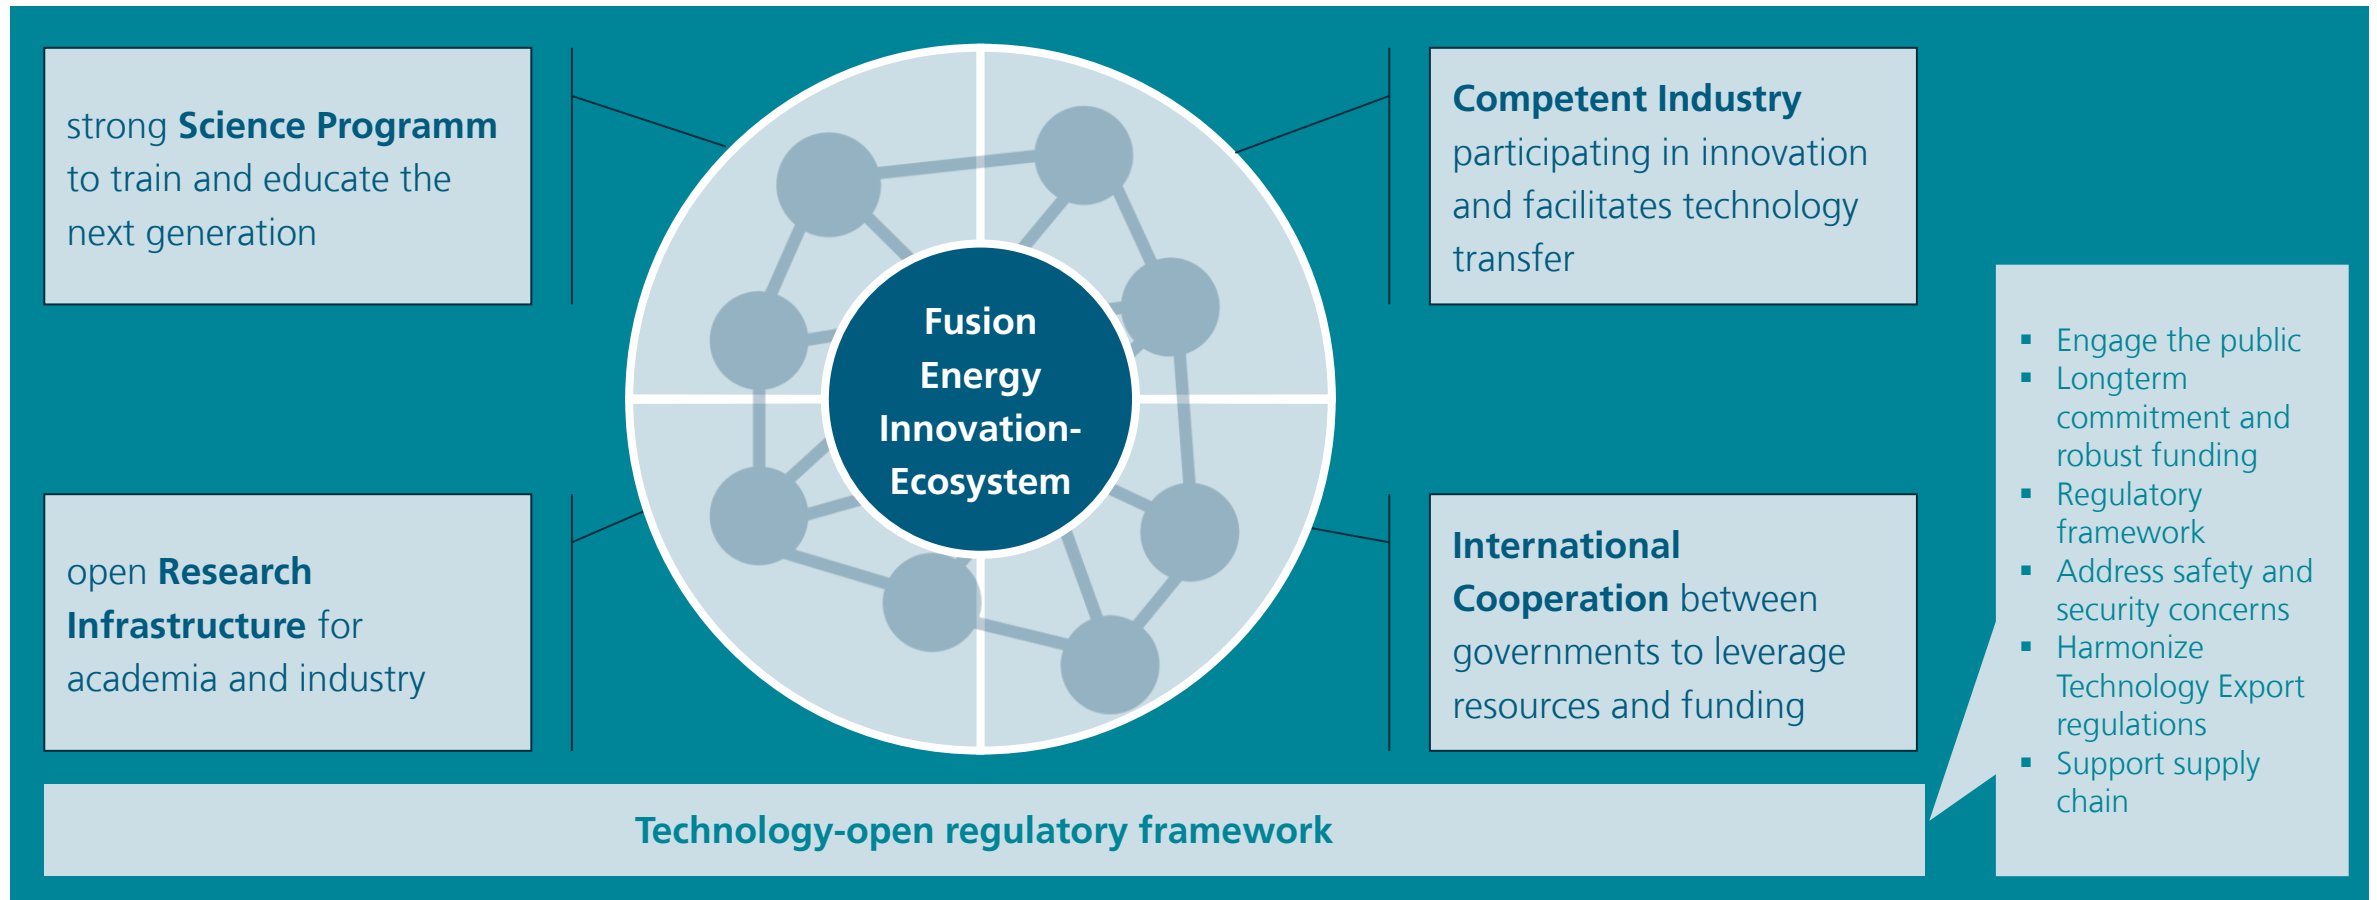 strong Science Programm
to train and educate the
next generation
Competent Industry
participating in innovation
and facilitates technology
transfer
Fusion
Energy
Innovation-
Ecosystem
open Research
Infrastructure for
academia and industry
International
Cooperation between
governments to leverage
resources and funding
Technology-open regulatory framework
▪ Engage the public
▪ Longterm
commitment and
robust funding
▪ Regulatory
framework
▪ Address safety and
security concerns
▪ Harmonize
Technology Export
regulations
▪ Support supply
chain